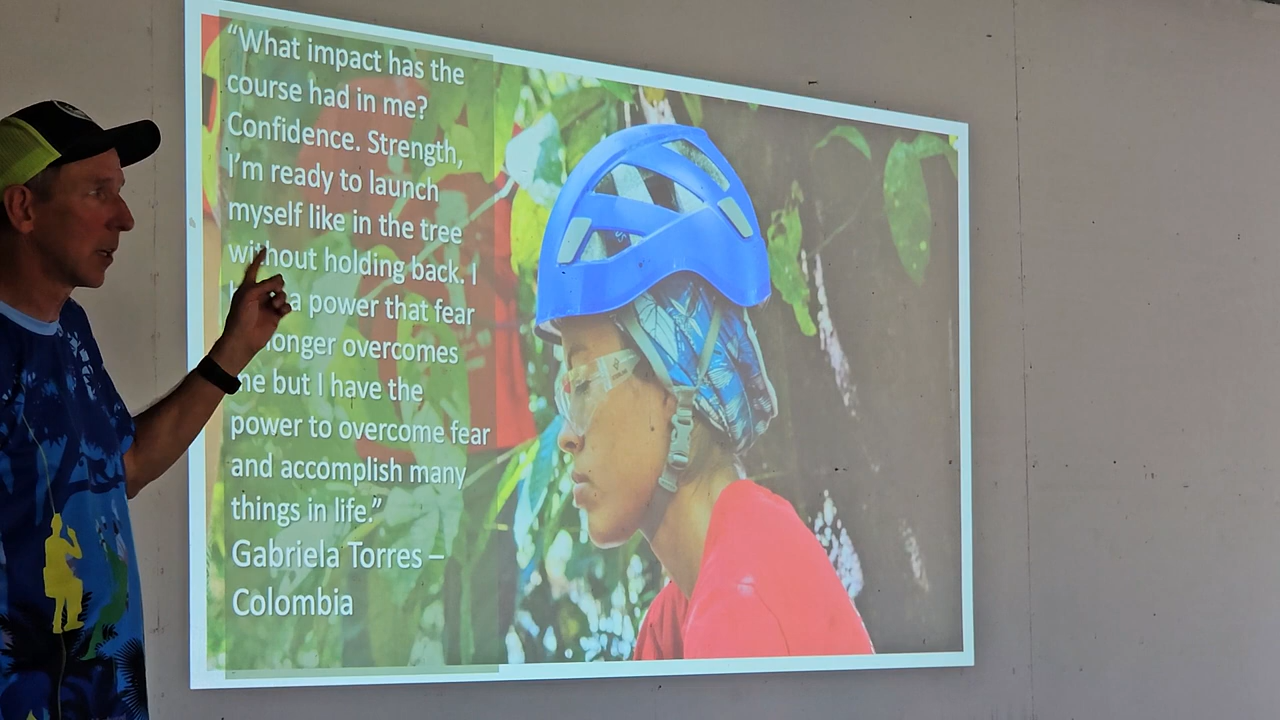 “What impact has the
course had in me?
Confidence. Strength,
I’m ready to launch
myself like in the tree
without holding back. I
a power that fear
longer overcomes
me but I have the
power to overcome fear
and accomplish many
things in life.”
Gabriela Torres –
Colombia